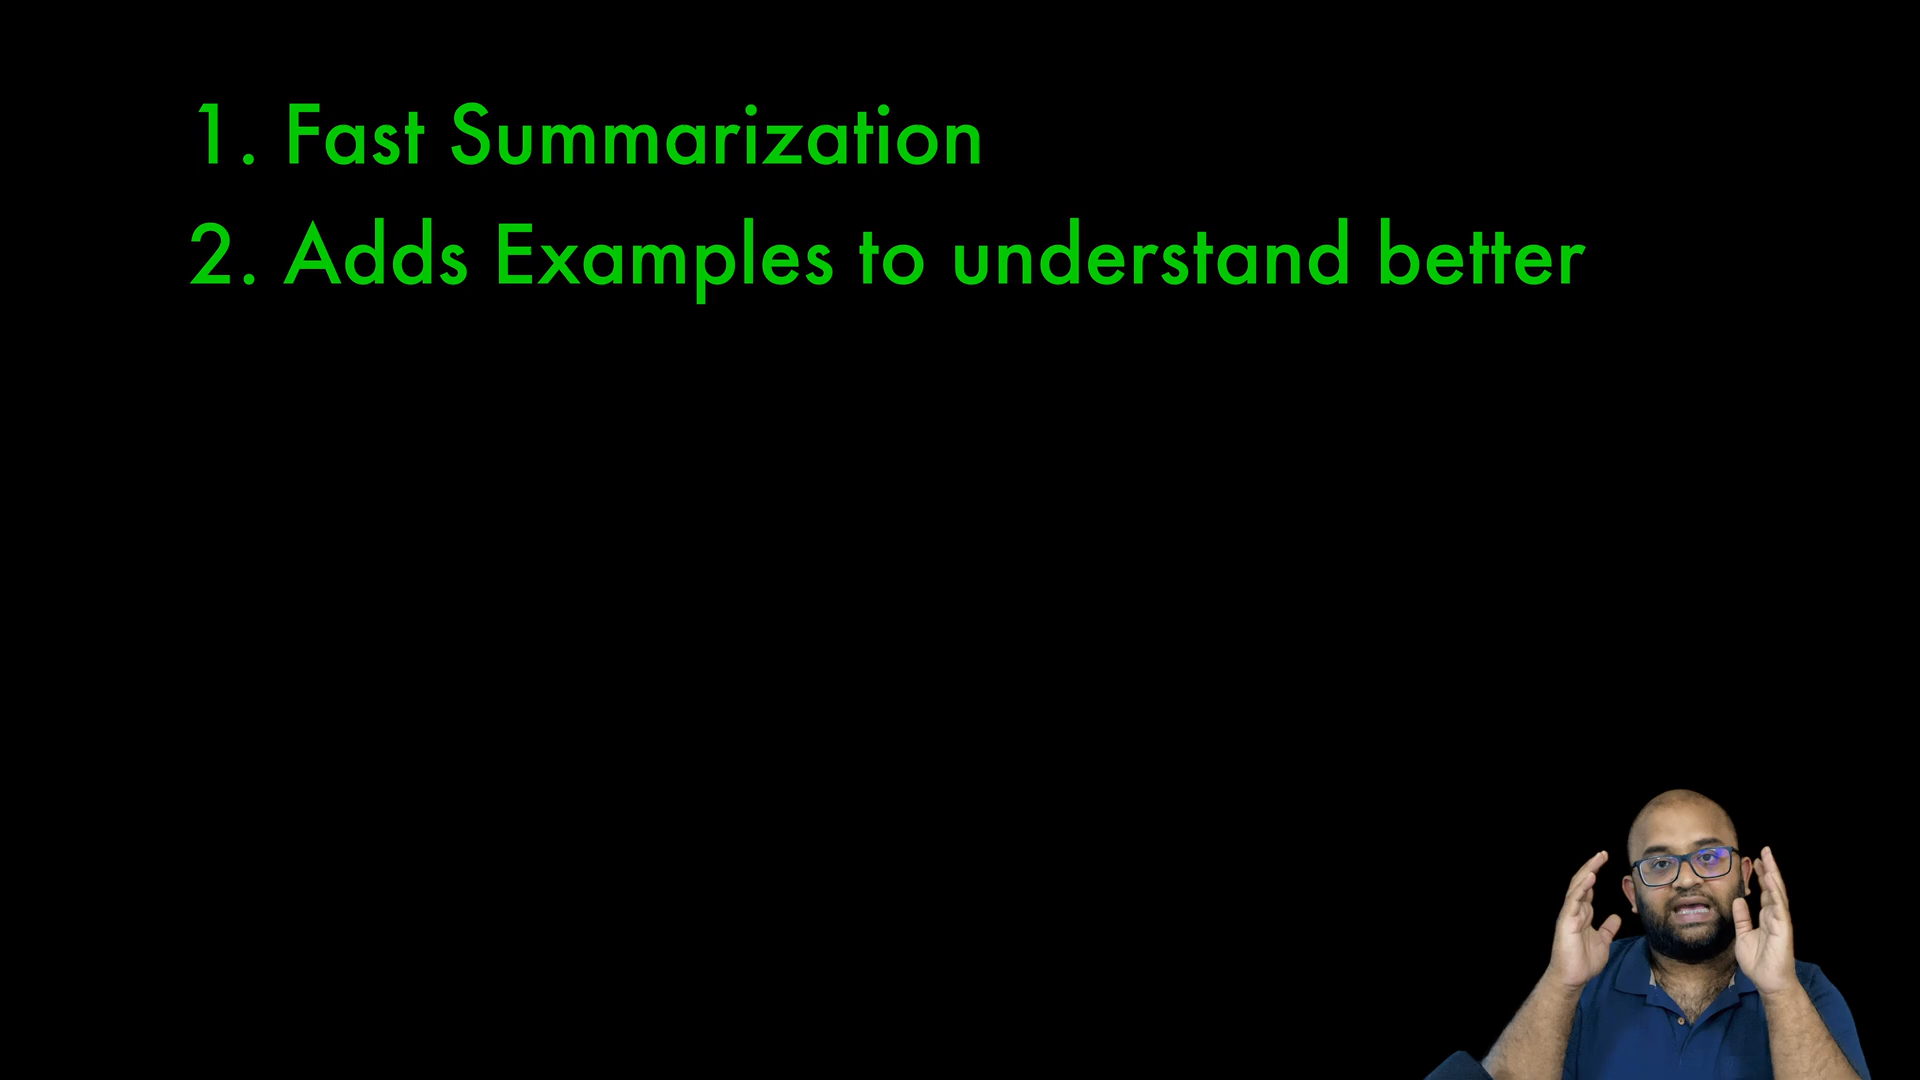 1. Fast Summarization
2. Adds Examples to understand better